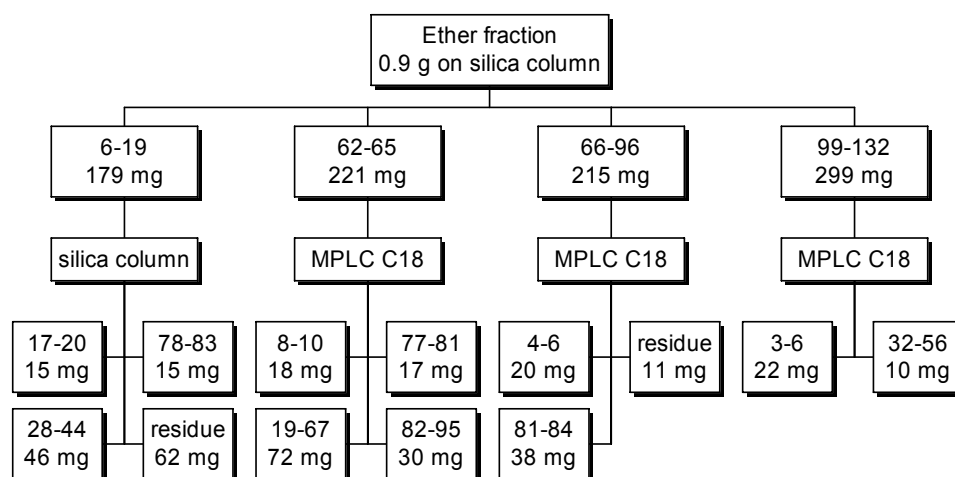 Ether fraction
0.9 g on silica column
6-19
179 mg
62-65
221 mg
66-96
215 mg
99-132
299 mg
silica column
MPLC C18
MPLC C18
MPLC C18
17-20
15 mg
78-83
15 mg
8-10
18 mg
77-81
17 mg
4-6
20 mg
residue
11 mg
3-6
22 mg
32-56
10 mg
28-44
46 mg
residue
62 mg
19-67
72 mg
82-95
30 mg
81-84
38 mg